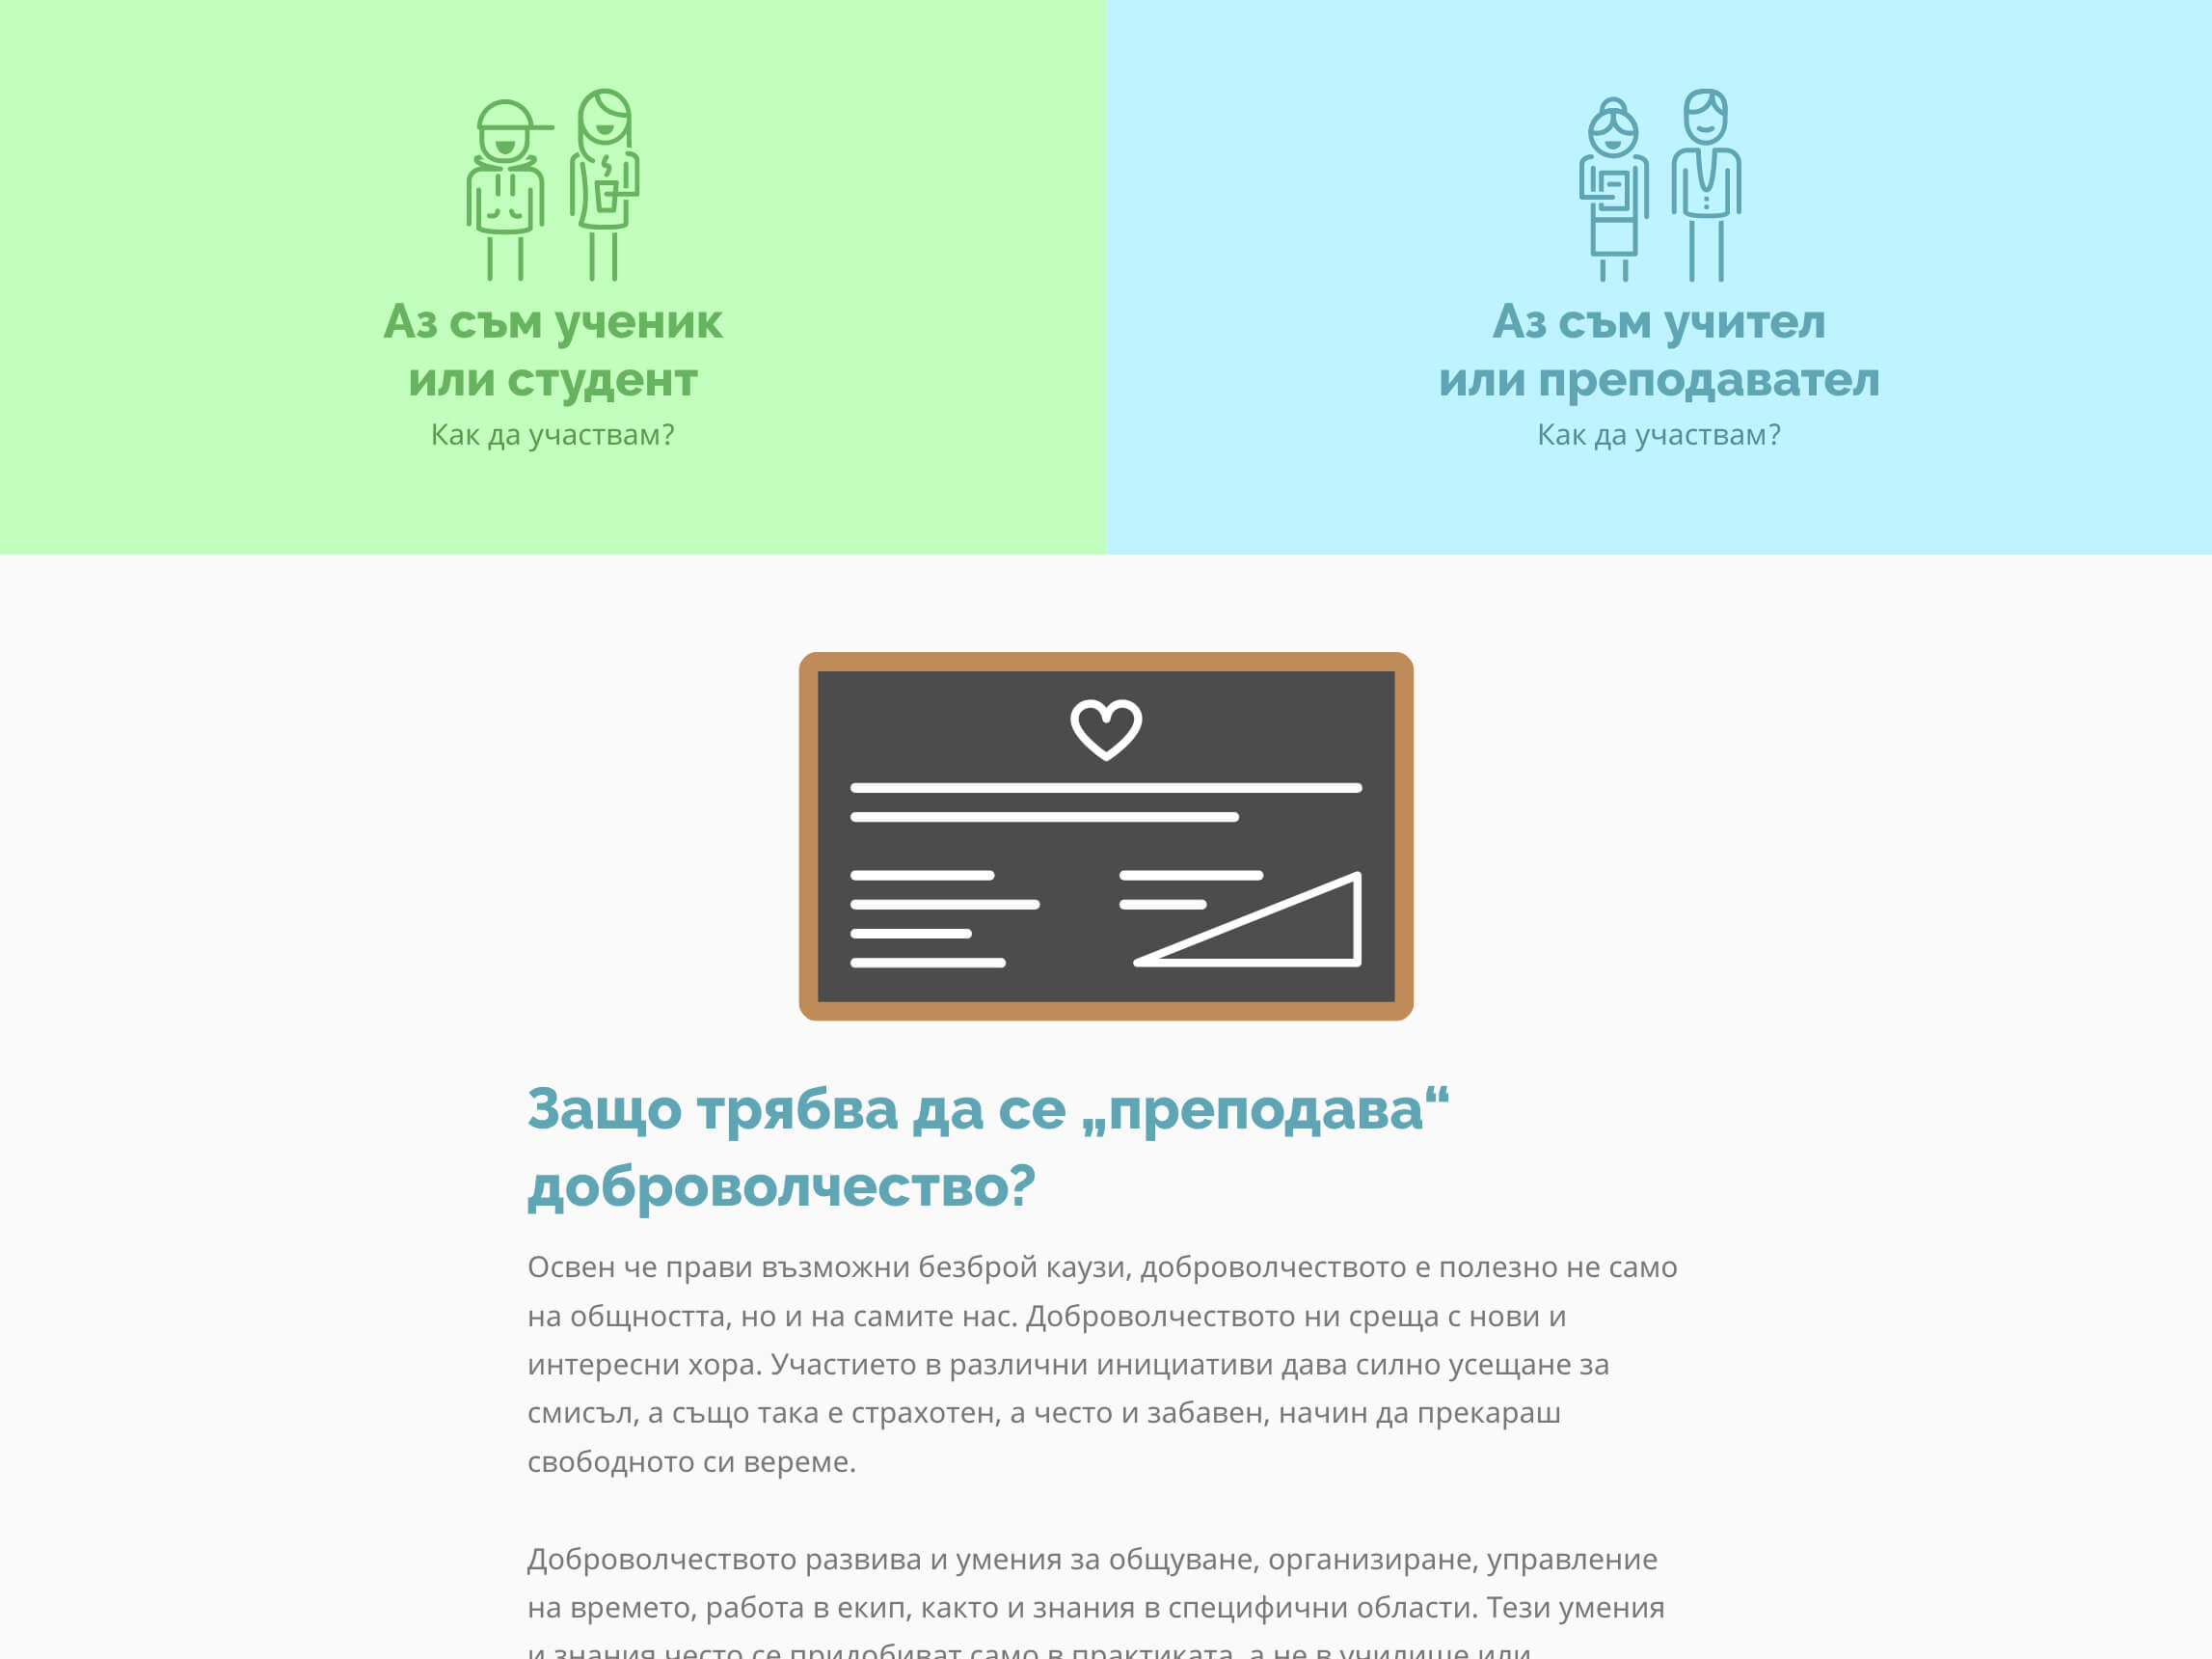 Аз съм ученик
или студент
Как да участвам?
Аз съм учител
или преподавател
Как да участвам?
Защо трябва да се „преподава“
доброволчество?
Освен че прави възможни безброй каузи, доброволчеството е полезно не само
на общността, но и на самите нас. Доброволчеството ни среща с нови и
интересни хора. Участието в различни инициативи дава силно усещане за
смисъл, а също така е страхотен, а често и забавен, начин да прекараш
свободното си вереме.
Доброволчеството развива и умения за общуване, организиране, управление
на времето, работа в екип, както и знания в специфични области. Тези умения
и знания често се придобиват само в практиката, а не в училище или